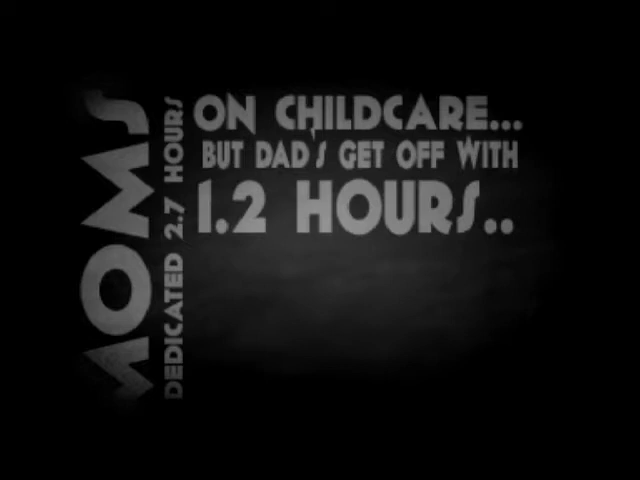 MOMS
DEDICATED 2.7 HOURS
ON CHILDCARE...
BUT DAD'S GET OFF WITH
1.2 HOURS..